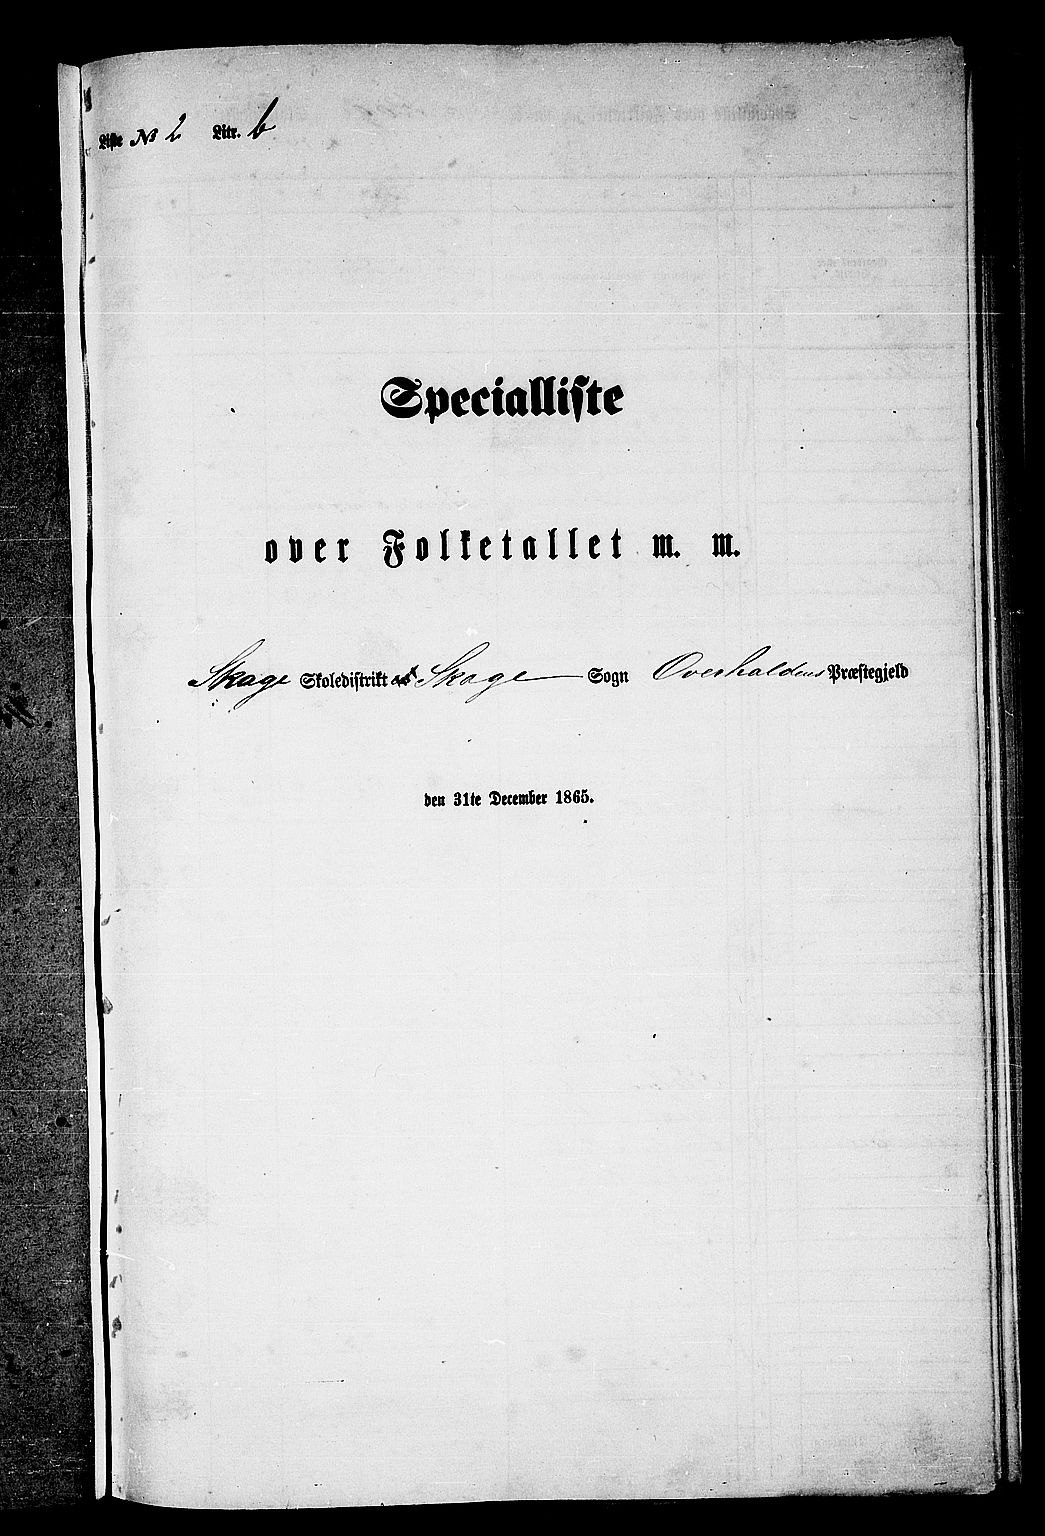 Liste No 2 Litr. b
Specialliste
over Folketallet m. m.
Skage Skoledistrikt af Skage Sogn Overhaldens Præstegjeld
den 31te December 1865.